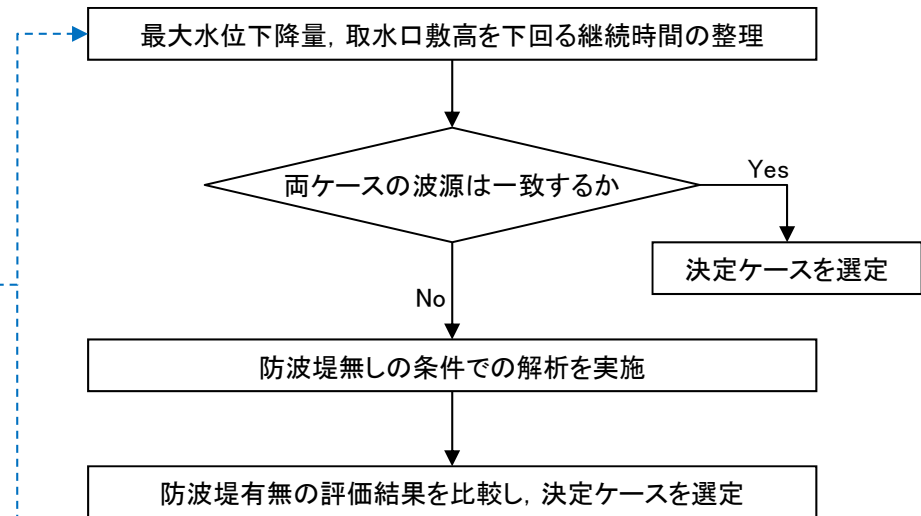 最大水位下降量，取水口敷高を下回る継続時間の整理
両ケースの波源は一致するか
Yes
決定ケースを選定
No
防波堤無しの条件での解析を実施
防波堤有無の評価結果を比較し，決定ケースを選定